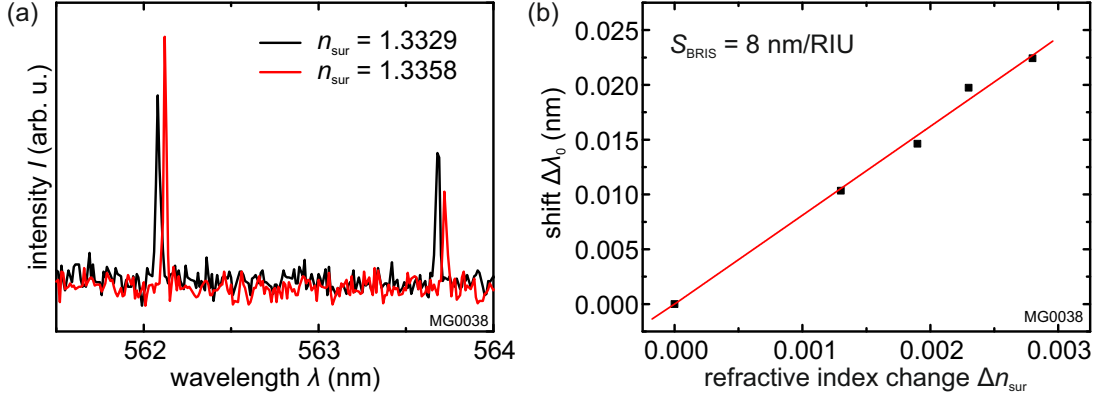 (a)
n_sur = 1.3329
n_sur = 1.3358
intensity I (arb. u.)
MG0038
562 563 564
wavelength λ (nm)
(b)
S_BRIS = 8 nm/RIU
0.025
0.020
0.015
0.010
0.005
0.000
shift Δλ₀ (nm)
MG0038
0.000 0.001 0.002 0.003
refractive index change Δn_sur